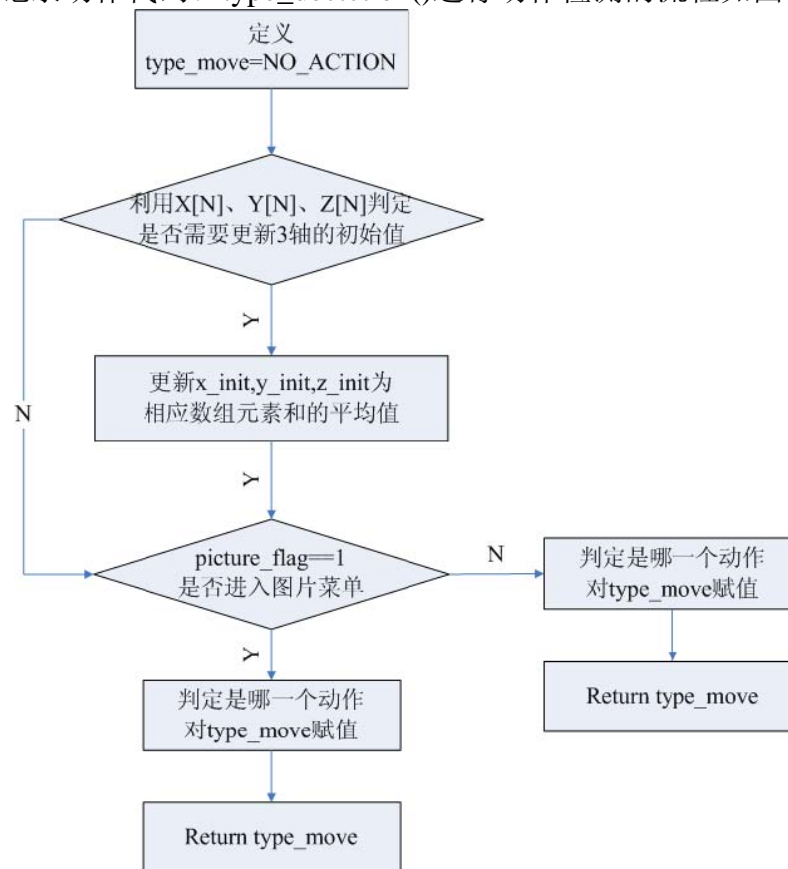 定义
type_move=NO_ACTION
利用X[N]、Y[N]、Z[N]判定
是否需要更新3轴的初始值
Y
更新x_init,y_init,z_init为
相应数组元素和的平均值
N
Y
picture_flag==1
是否进入图片菜单
N
判定是哪一个动作
对type_move赋值
Return type_move
Y
判定是哪一个动作
对type_move赋值
Return type_move